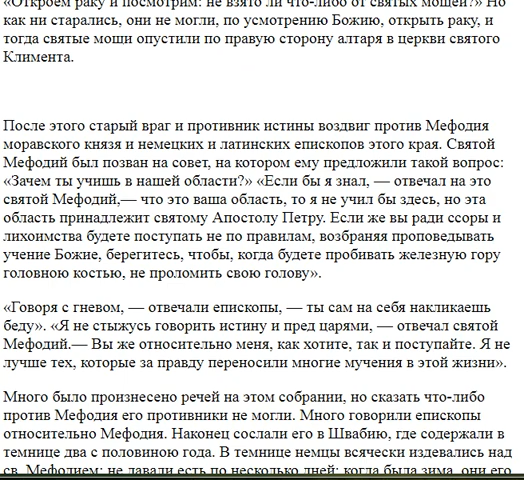 «Откроем раку и посмотрим: не взято ли что-либо от святых мощей?» Но
как ни старались, они не могли, по усмотрению Божию, открыть раку, и
тогда святые мощи опустили по правую сторону алтаря в церкви святого
Климента.
После этого старый враг и противник истины воздвиг против Мефодия
моравского князя и немецких и латинских епископов этого края. Святой
Мефодий был позван на совет, на котором ему предложили такой вопрос:
«Зачем ты учишь в нашей области?» «Если бы я знал, — отвечал на это
святой Мефодий,— что это ваша область, то я не учил бы здесь, но эта
область принадлежит святому Апостолу Петру. Если же вы ради ссоры и
лихоимства будете поступать не по правилам, возбраняя проповедывать
учение Божие, берегитесь, чтобы, когда будете пробивать железную гору
головною костью, не проломить свою голову».
«Говоря с гневом, — отвечали епископы, — ты сам на себя накликаешь
беду». «Я не стыжусь говорить истину и пред царями, — отвечал святой
Мефодий.— Вы же относительно меня, как хотите, так и поступайте. Я не
лучше тех, которые за правду переносили многие мучения в этой жизни».
Много было произнесено речей на этом собрании, но сказать что-либо
против Мефодия его противники не могли. Много говорили епископы
относительно Мефодия. Наконец сослали его в Швабию, где содержали в
темнице два с половиною года. В темнице немцы всячески издевались над
св. Мефодием: не давали есть по несколько дней; когда была зима, они его